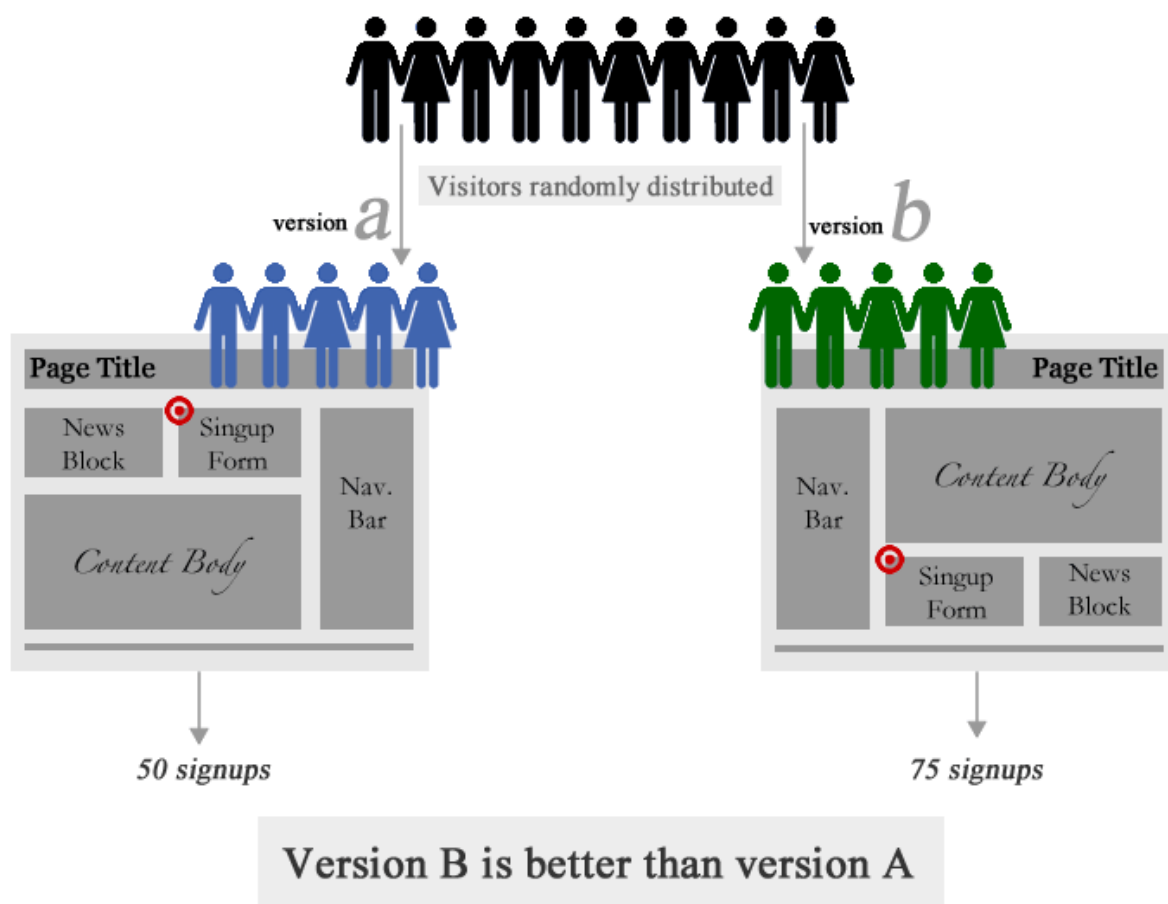 Visitors randomly distributed
version a
version b
Page Title
News
Block
Singup
Form
Nav.
Bar
Content Body
Page Title
Nav.
Bar
Content Body
Singup
Form
News
Block
50 signups
75 signups
Version B is better than version A